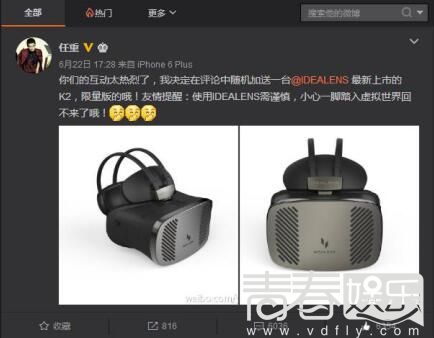 全部
热门
更多
搜索他的微博
任重
6月22日 17:28 来自 iPhone 6 Plus
你们的互动太热烈了，我决定在评论中随机加送一台@IDEALENS 最新上市的
K2，限量版的哦！友情提醒：使用IDEALENS需谨慎，小心一脚踏入虚拟世界回
不来了哦！
IDEALENS
weibo.com/
青春娱乐
收藏
816
6036
www.vdfly.com